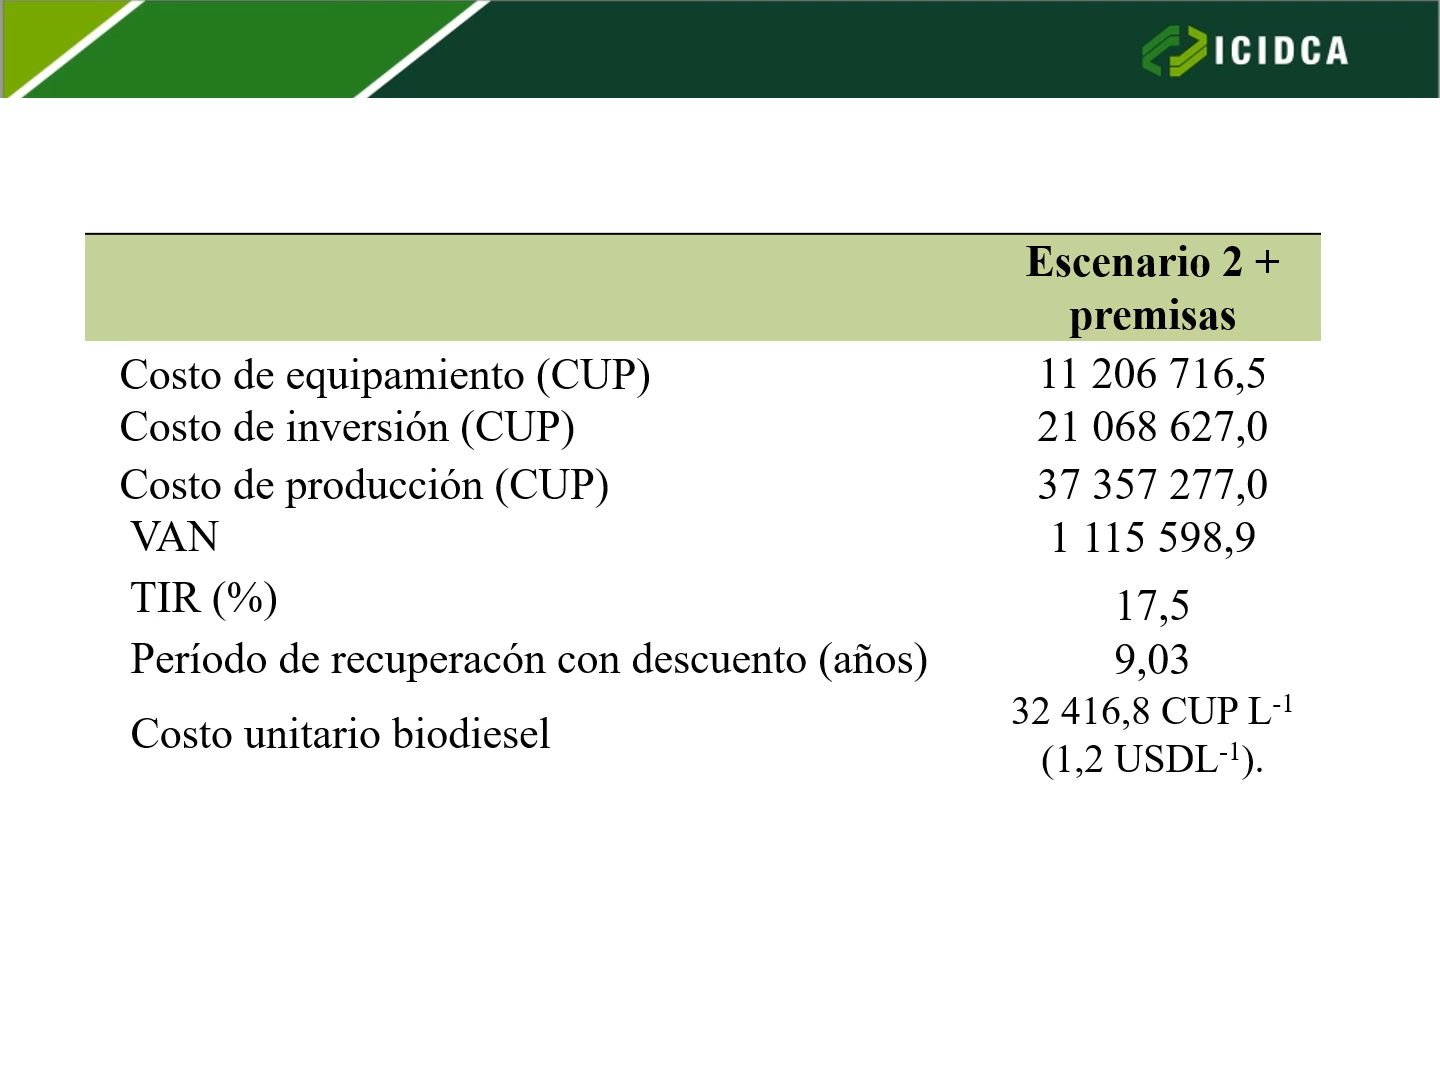 ICIDCA
Escenario 2 +
premisas
Costo de equipamiento (CUP) 11 206 716,5
Costo de inversión (CUP) 21 068 627,0
Costo de producción (CUP) 37 357 277,0
VAN 1 115 598,9
TIR (%) 17,5
Período de recuperacón con descuento (años) 9,03
Costo unitario biodiesel 32 416,8 CUP L-1
(1,2 USDL-1).